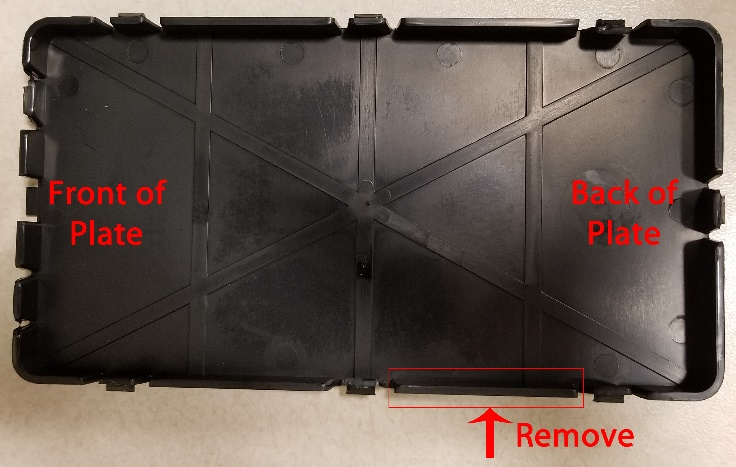 Front of
Plate
Back of
Plate
Remove